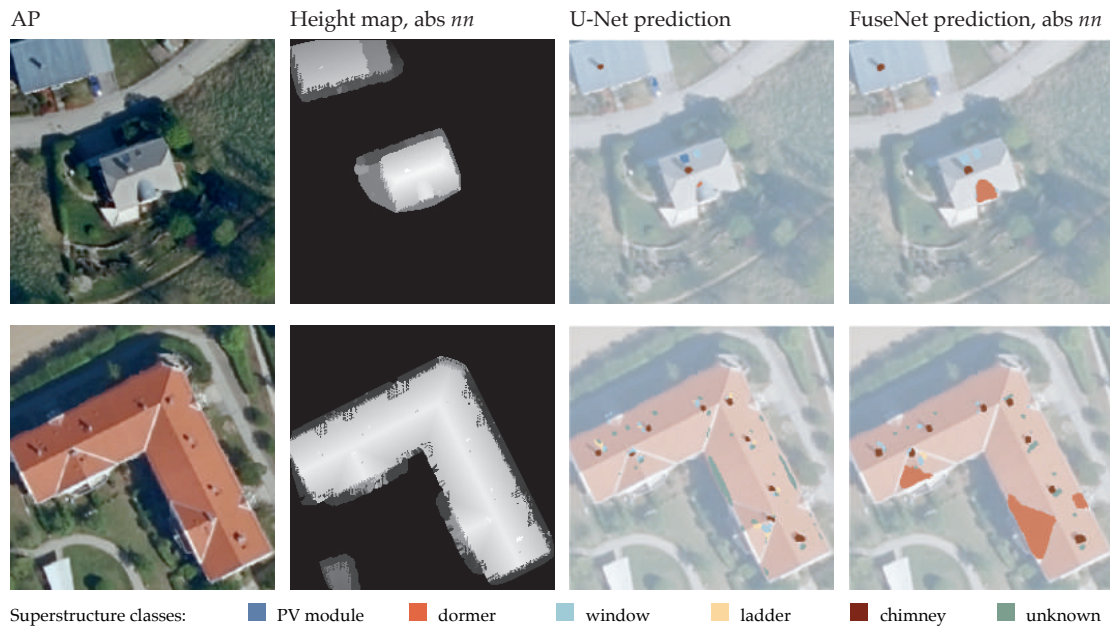 AP
Height map, abs nn
U-Net prediction
FuseNet prediction, abs nn
Superstructure classes: PV module dormer window ladder chimney unknown